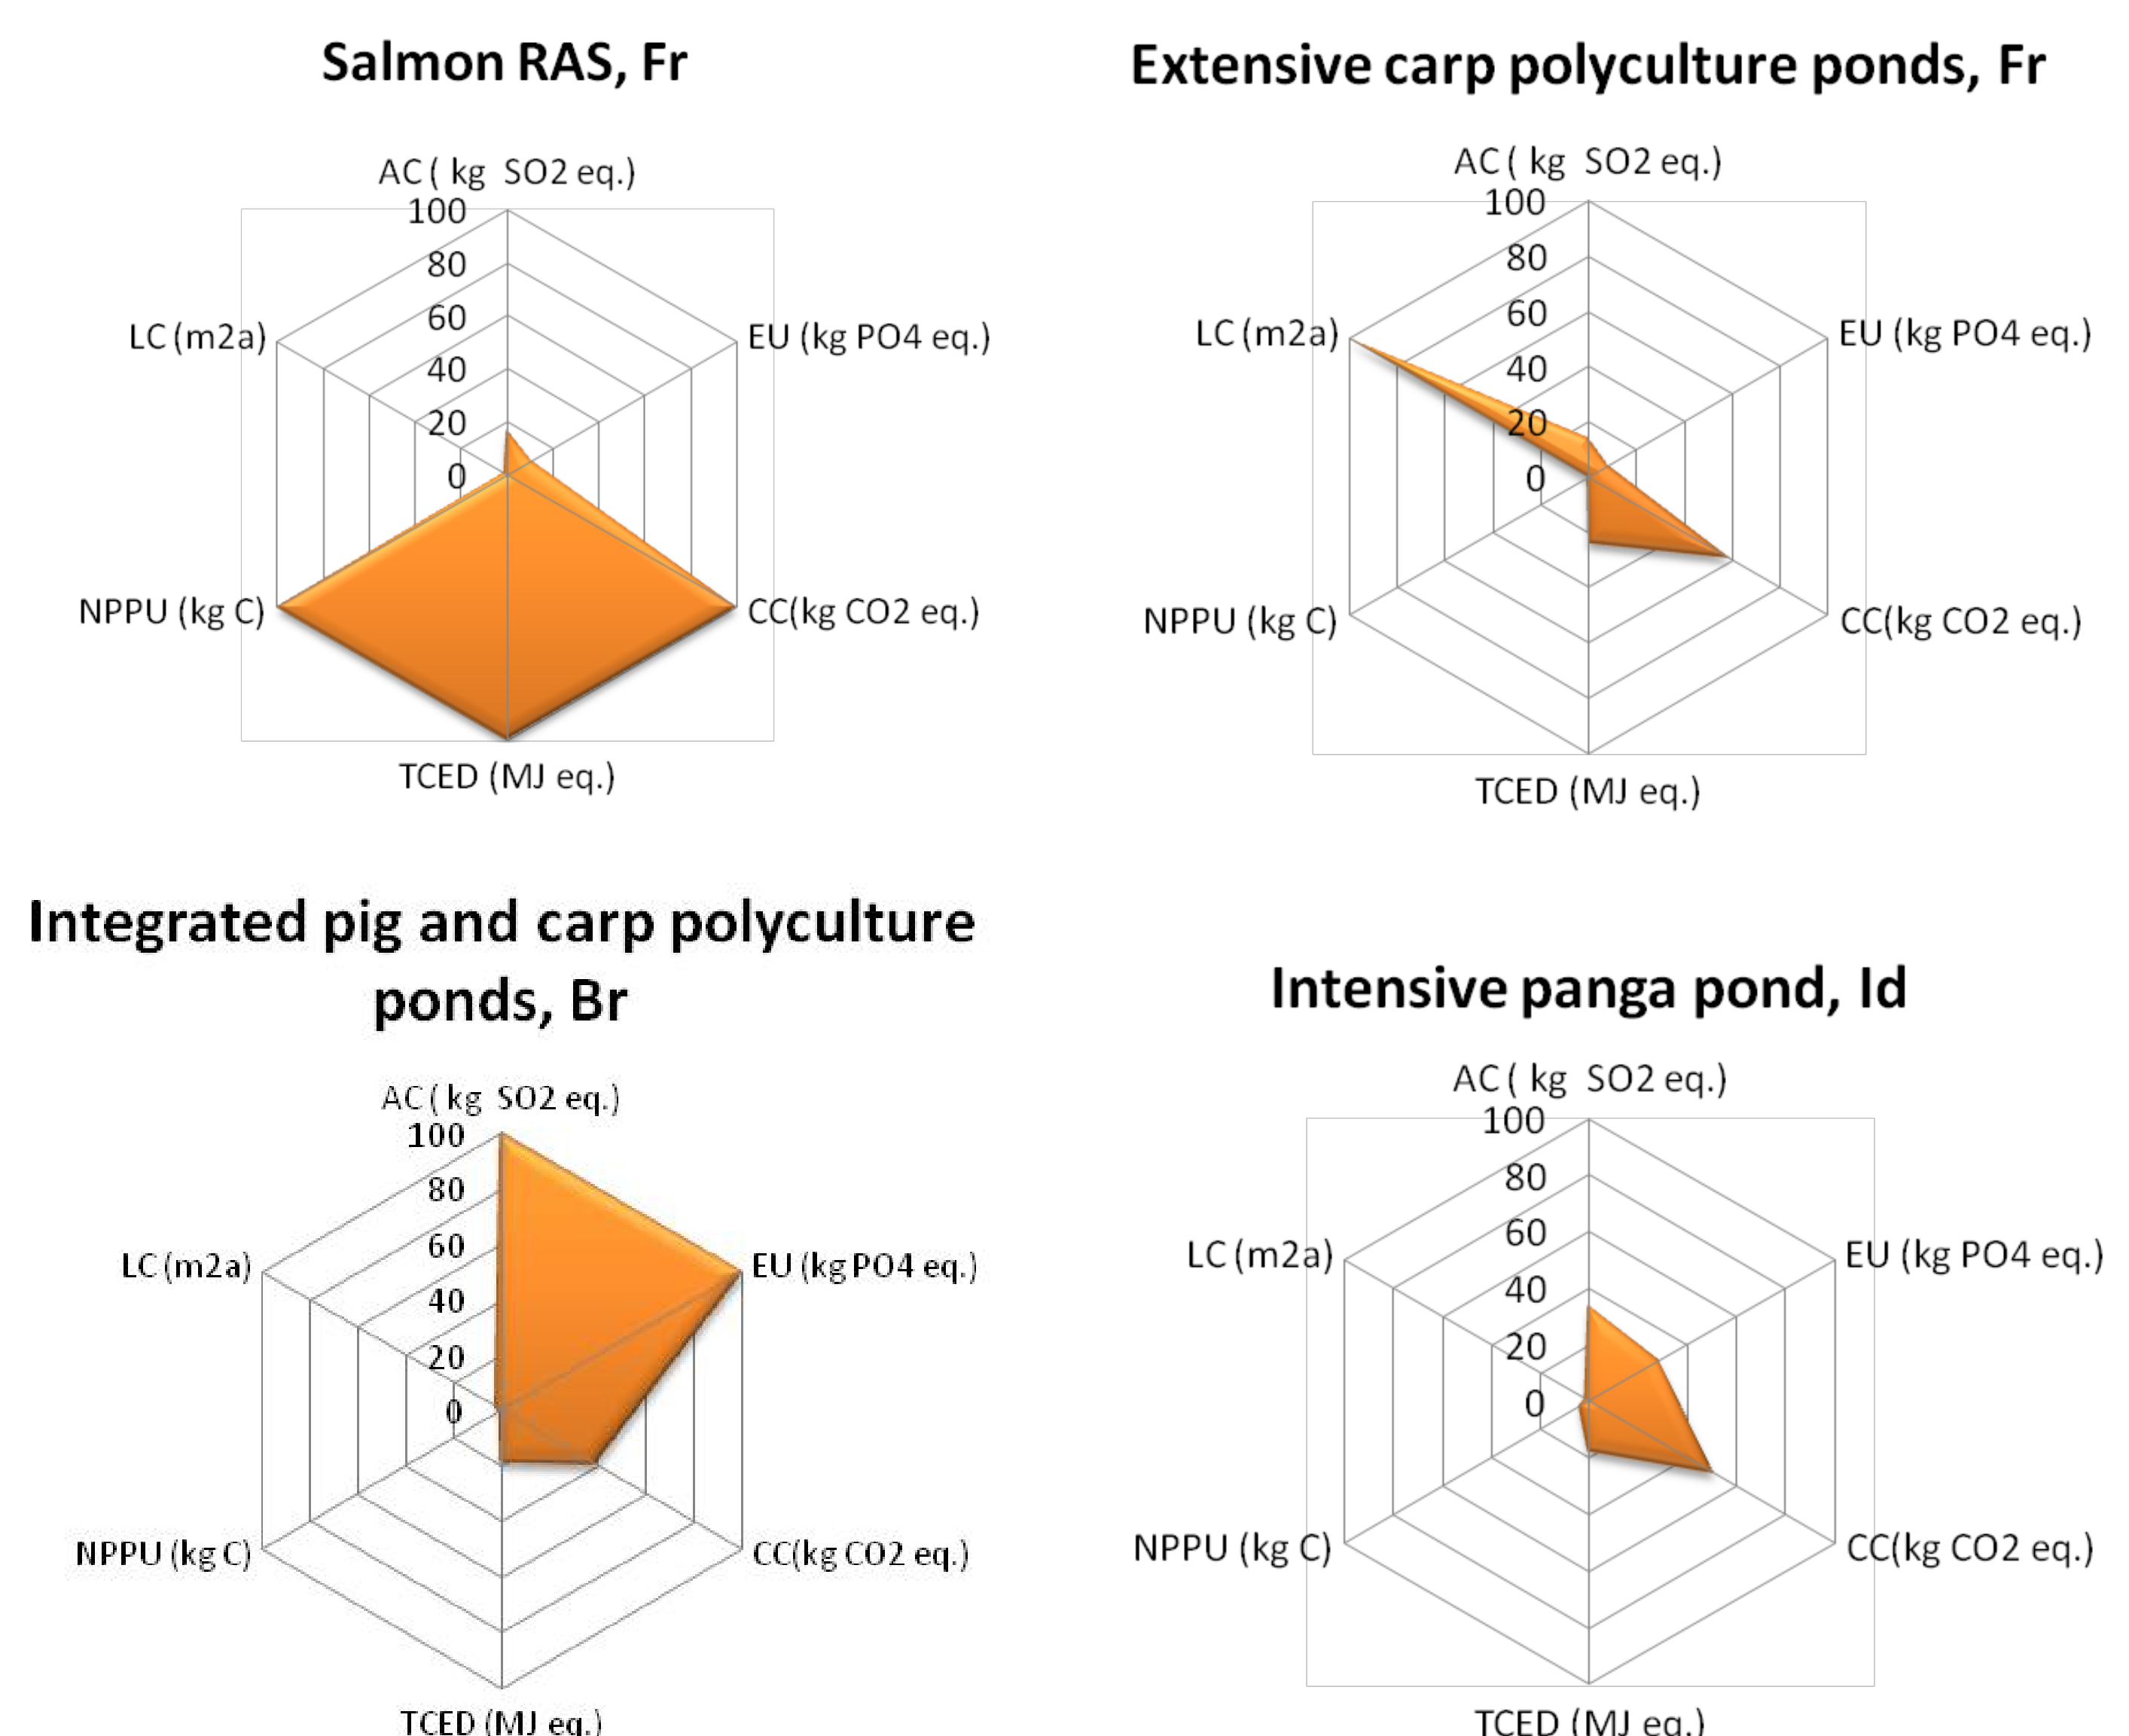 Salmon RAS, Fr
AC ( kg SO2 eq.)
100
80
60
40
20
0
LC (m2a)
EU (kg PO4 eq.)
NPPU (kg C)
CC(kg CO2 eq.)
TCED (MJ eq.)
Extensive carp polyculture ponds, Fr
AC ( kg SO2 eq.)
100
80
60
40
20
0
LC (m2a)
EU (kg PO4 eq.)
NPPU (kg C)
CC(kg CO2 eq.)
TCED (MJ eq.)
Integrated pig and carp polyculture
ponds, Br
AC ( kg SO2 eq.)
100
80
60
40
20
0
LC (m2a)
EU (kg PO4 eq.)
NPPU (kg C)
CC(kg CO2 eq.)
TCED (MJ eq.)
Intensive panga pond, Id
AC ( kg SO2 eq.)
100
80
60
40
20
0
LC (m2a)
EU (kg PO4 eq.)
NPPU (kg C)
CC(kg CO2 eq.)
TCED (MJ eq.)